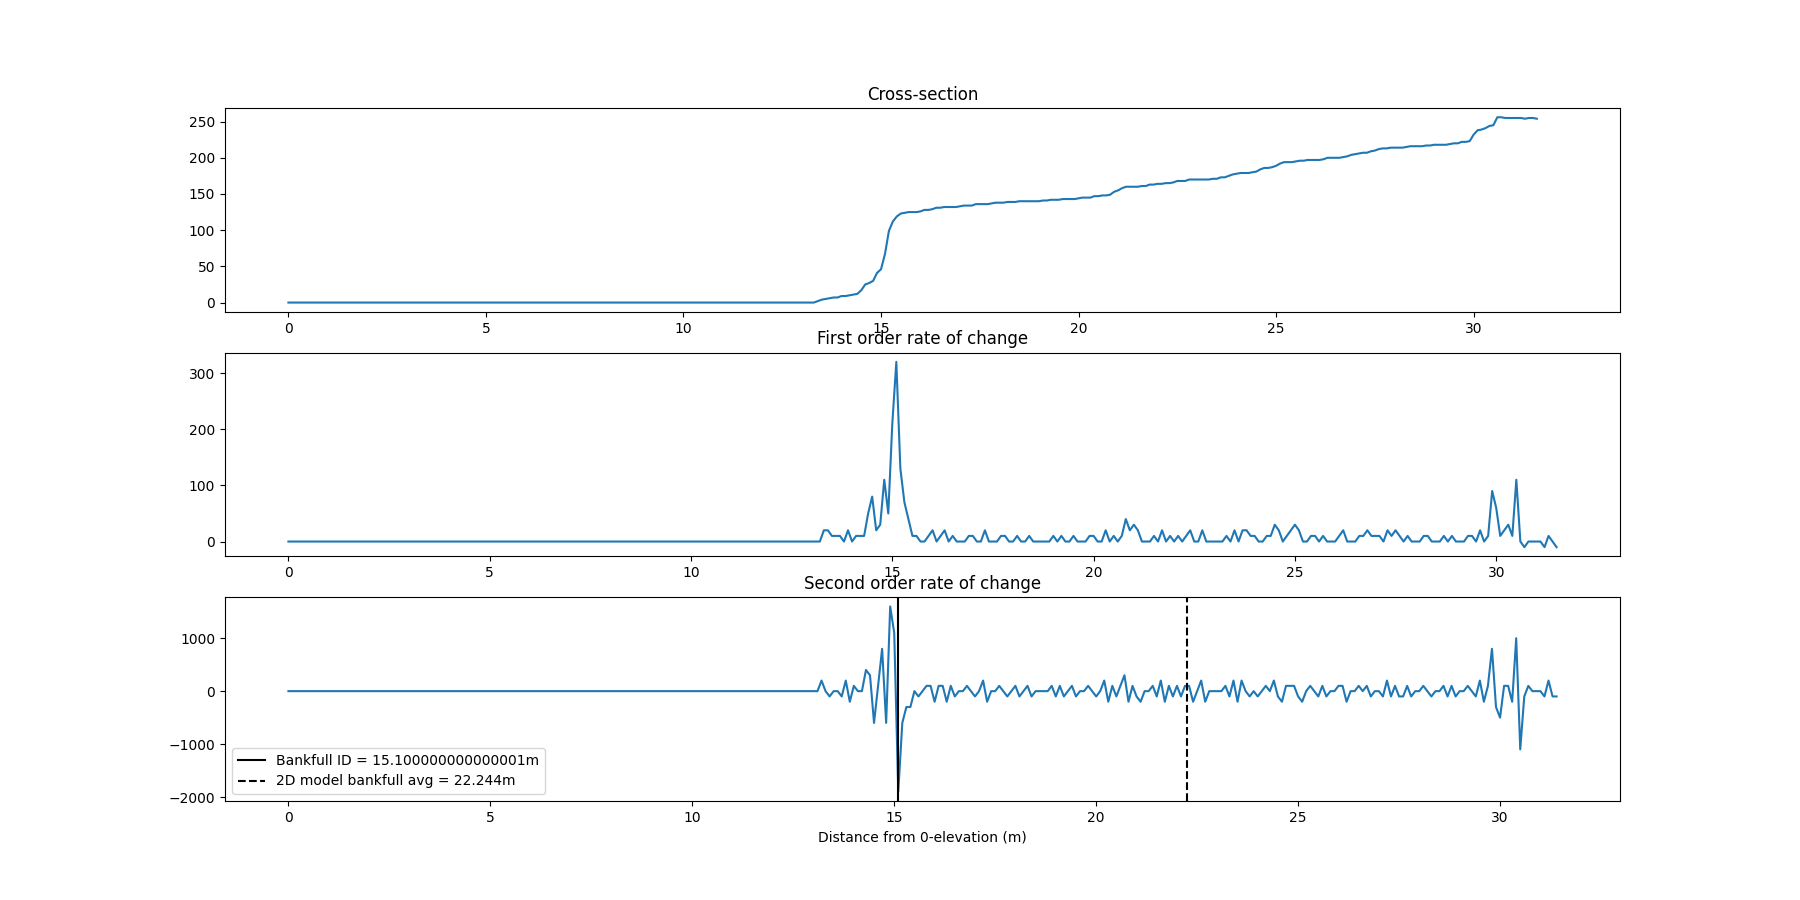 Cross-section
250
200
150
100
50
0
0 5 10 15 20 25 30
First order rate of change
300
200
100
0
0 5 10 15 20 25 30
Second order rate of change
1000
0
−1000
−2000
Bankfull ID = 15.100000000000001m
2D model bankfull avg = 22.244m
0 5 10 15 20 25 30
Distance from 0-elevation (m)